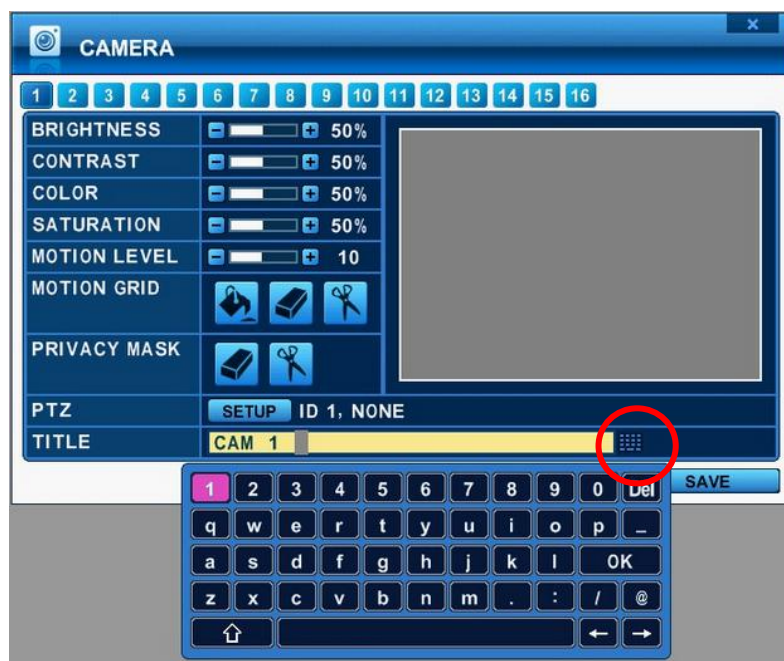 CAMERA
×
1 2 3 4 5 6 7 8 9 10 11 12 13 14 15 16
BRIGHTNESS - + 50%
CONTRAST - + 50%
COLOR - + 50%
SATURATION - + 50%
MOTION LEVEL - + 10
MOTION GRID
PRIVACY MASK
PTZ SETUP ID 1, NONE
TITLE CAM 1
SAVE
1 2 3 4 5 6 7 8 9 0 Del
q w e r t y u i o p _
a s d f g h j k l OK
z x c v b n m . : / @
← →